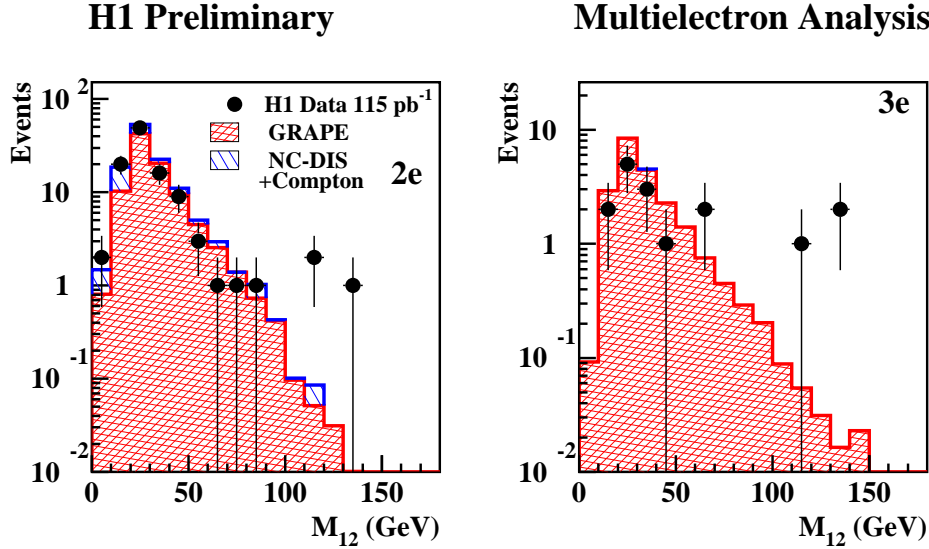 H1 Preliminary
Multielectron Analysis
Events
10 2
10
1
10 -1
10 -2
H1 Data 115 pb-1
GRAPE
NC-DIS
+Compton
2e
0
50
100
150
M12 (GeV)
Events
10
1
10 -1
10 -2
3e
0
50
100
150
M12 (GeV)